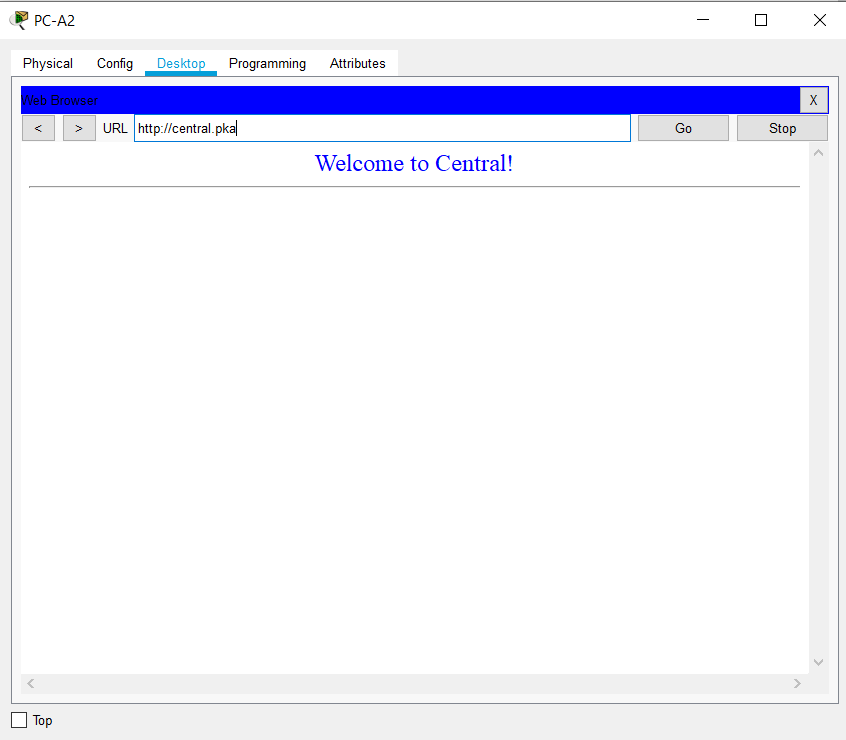 PC-A2
Physical Config Desktop Programming Attributes
Web Browser X
< > URL http://central.pka Go Stop
Welcome to Central!
Top